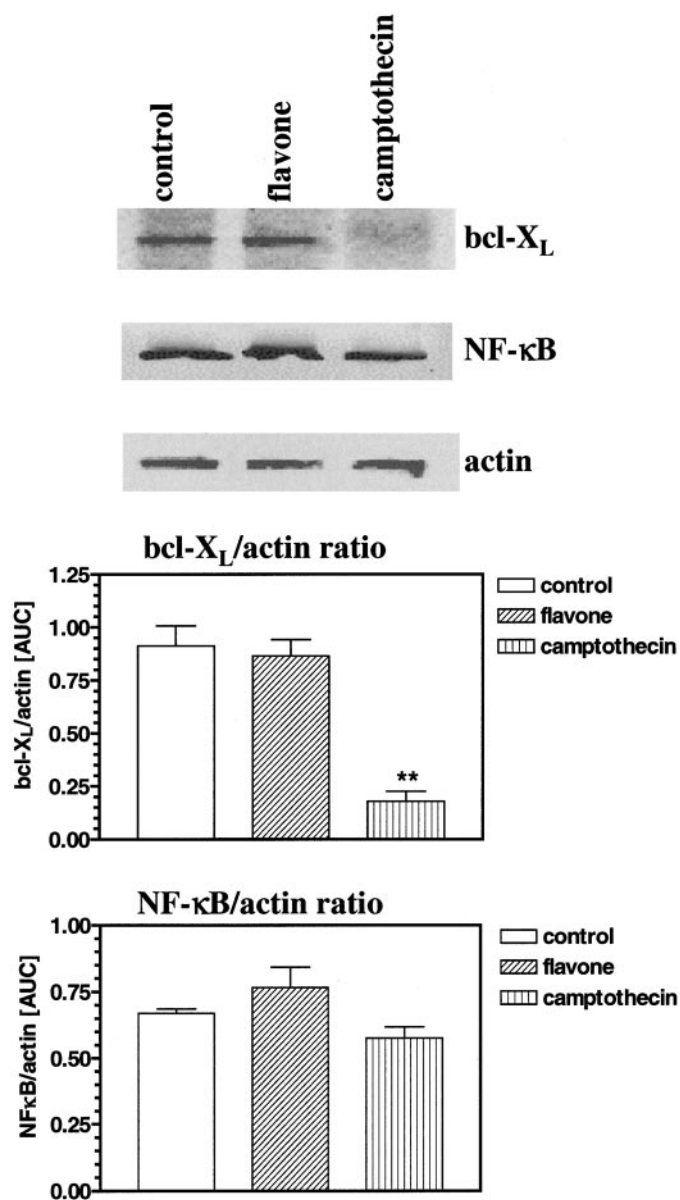 control flavone camptothecin
bcl-XL
NF-κB
actin
bcl-XL/actin ratio
1.25
1.00
0.75
0.50
0.25
0.00
bcl-XL/actin [AUC]
**
control
flavone
camptothecin
NF-κB/actin ratio
1.00
0.75
0.50
0.25
0.00
NFκB/actin [AUC]
control
flavone
camptothecin